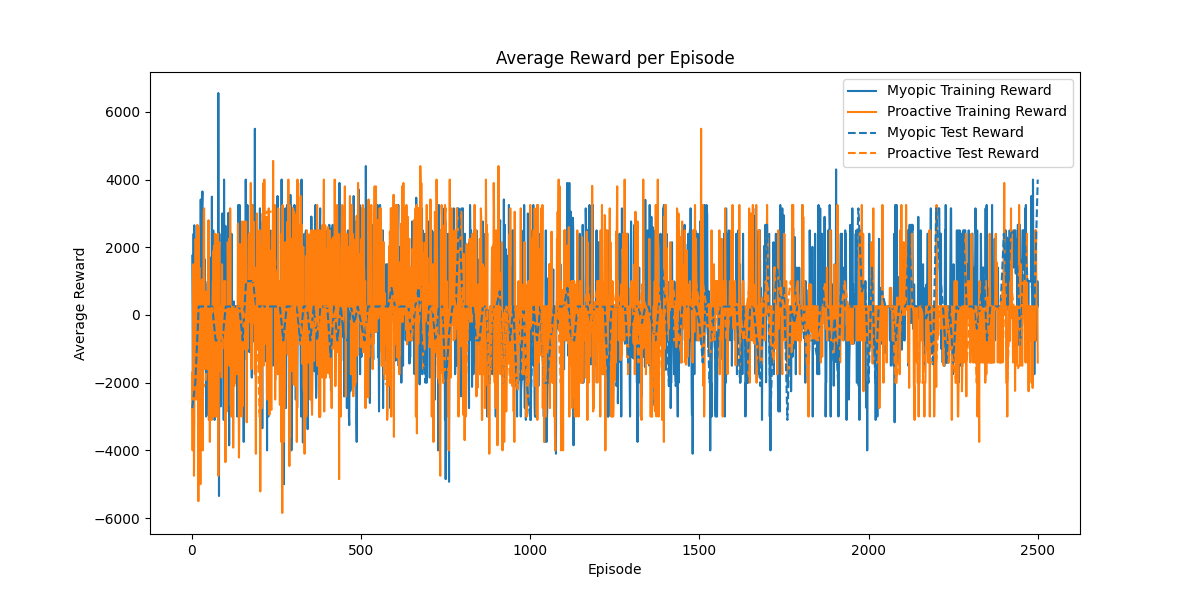 Average Reward per Episode
Myopic Training Reward
Proactive Training Reward
Myopic Test Reward
Proactive Test Reward
Average Reward
6000
4000
2000
0
−2000
−4000
−6000
0 500 1000 1500 2000 2500
Episode